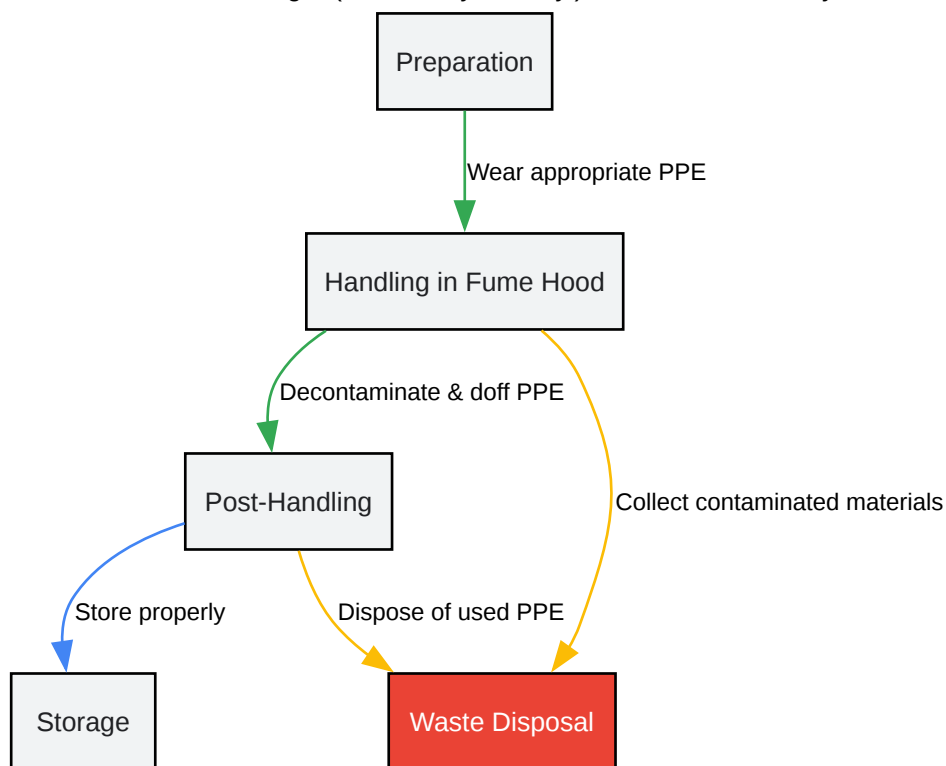 Preparation
Wear appropriate PPE
Handling in Fume Hood
Decontaminate & doff PPE
Post-Handling
Collect contaminated materials
Store properly
Dispose of used PPE
Storage
Waste Disposal